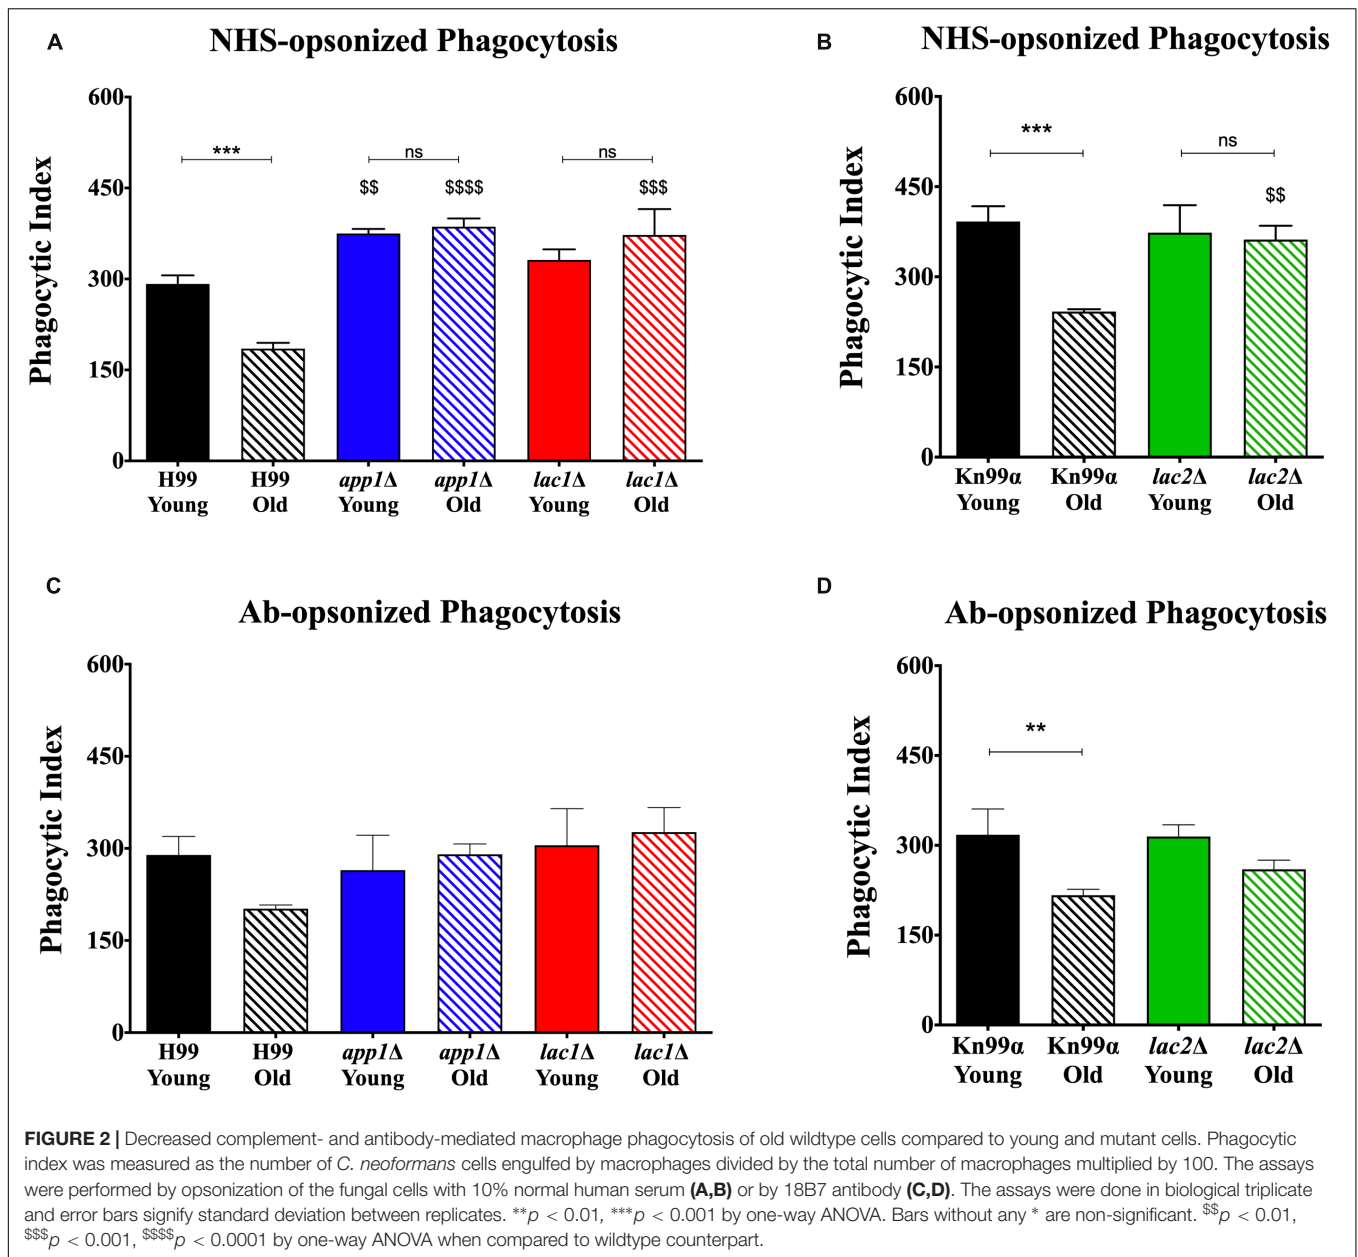 A
NHS-opsonized Phagocytosis
Phagocytic Index
600
450
300
150
0
***
ns
ns
$$
$$$$
$$$
H99 H99 app1Δ app1Δ lac1Δ lac1Δ
Young Old Young Old Young Old
B
NHS-opsonized Phagocytosis
Phagocytic Index
600
450
300
150
0
***
ns
$$
Kn99α Kn99α lac2Δ lac2Δ
Young Old Young Old
C
Ab-opsonized Phagocytosis
Phagocytic Index
600
450
300
150
0
H99 H99 app1Δ app1Δ lac1Δ lac1Δ
Young Old Young Old Young Old
D
Ab-opsonized Phagocytosis
Phagocytic Index
600
450
300
150
0
**
Kn99α Kn99α lac2Δ lac2Δ
Young Old Young Old
FIGURE 2 | Decreased complement- and antibody-mediated macrophage phagocytosis of old wildtype cells compared to young and mutant cells. Phagocytic
index was measured as the number of C. neoformans cells engulfed by macrophages divided by the total number of macrophages multiplied by 100. The assays
were performed by opsonization of the fungal cells with 10% normal human serum (A,B) or by 18B7 antibody (C,D). The assays were done in biological triplicate
and error bars signify standard deviation between replicates. **p < 0.01, ***p < 0.001 by one-way ANOVA. Bars without any * are non-significant. $$p < 0.01,
$$$p < 0.001, $$$$p < 0.0001 by one-way ANOVA when compared to wildtype counterpart.